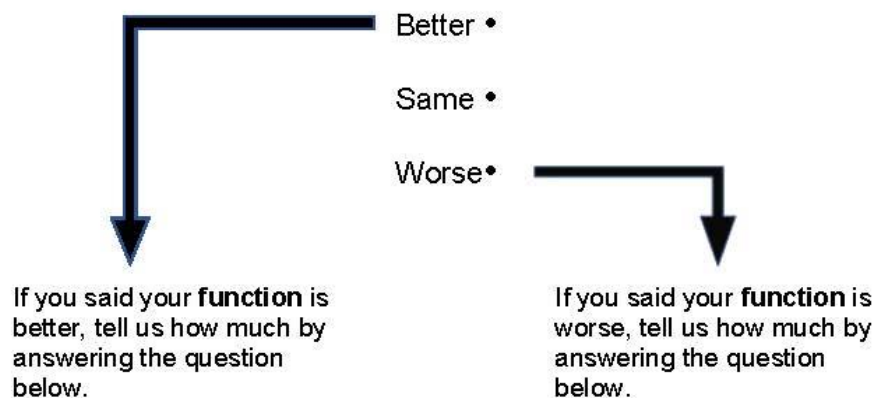 Better •
Same •
Worse•
If you said your function is
better, tell us how much by
answering the question
below.
If you said your function is
worse, tell us how much by
answering the question
below.